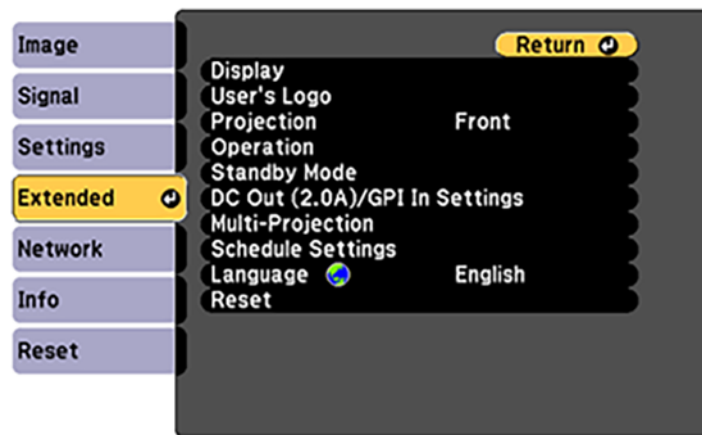 Image
Signal
Settings
Extended
Network
Info
Reset
Return
Display
User's Logo
Projection Front
Operation
Standby Mode
DC Out (2.0A)/GPI In Settings
Multi-Projection
Schedule Settings
Language English
Reset